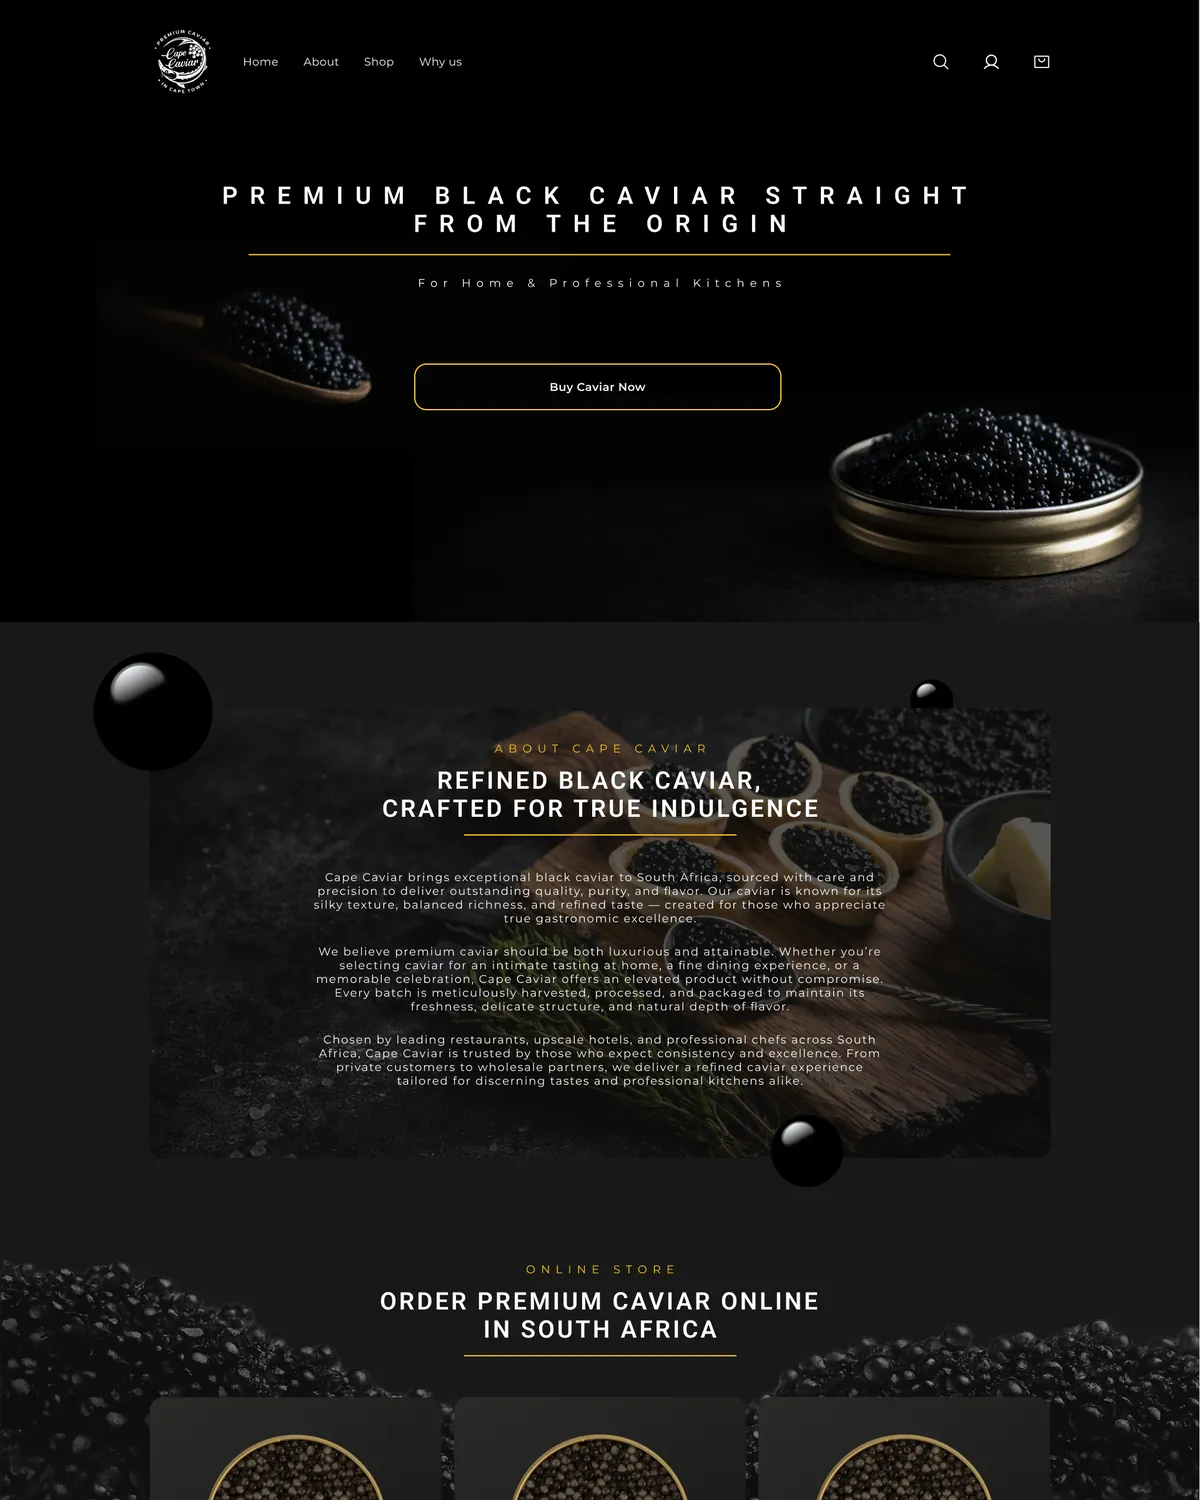 PREMIUM CAVIAR
Cape
Caviar
IN CAPE TOWN
Home
About
Shop
Why us
PREMIUM BLACK CAVIAR STRAIGHT
FROM THE ORIGIN
For Home & Professional Kitchens
Buy Caviar Now
ABOUT CAPE CAVIAR
REFINED BLACK CAVIAR,
CRAFTED FOR TRUE INDULGENCE
Cape Caviar brings exceptional black caviar to South Africa, sourced with care and
precision to deliver outstanding quality, purity, and flavor. Our caviar is known for its
silky texture, balanced richness, and refined taste — created for those who appreciate
true gastronomic excellence.
We believe premium caviar should be both luxurious and attainable. Whether you're
selecting caviar for an intimate tasting at home, a fine dining experience, or a
memorable celebration, Cape Caviar offers an elevated product without compromise.
Every batch is meticulously harvested, processed, and packaged to maintain its
freshness, delicate structure, and natural depth of flavor.
Chosen by leading restaurants, upscale hotels, and professional chefs across South
Africa, Cape Caviar is trusted by those who expect consistency and excellence. From
private customers to wholesale partners, we deliver a refined caviar experience
tailored for discerning tastes and professional kitchens alike.
ONLINE STORE
ORDER PREMIUM CAVIAR ONLINE
IN SOUTH AFRICA